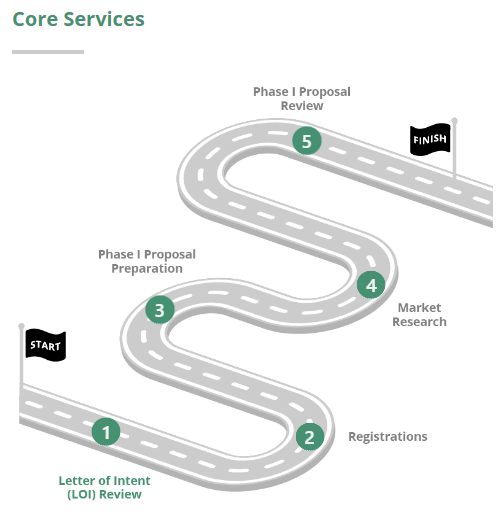 Core Services
Phase I Proposal
Review
FINISH
5
Phase I Proposal
Preparation
4
3
Market
Research
START
1
2
Registrations
Letter of Intent
(LOI) Review